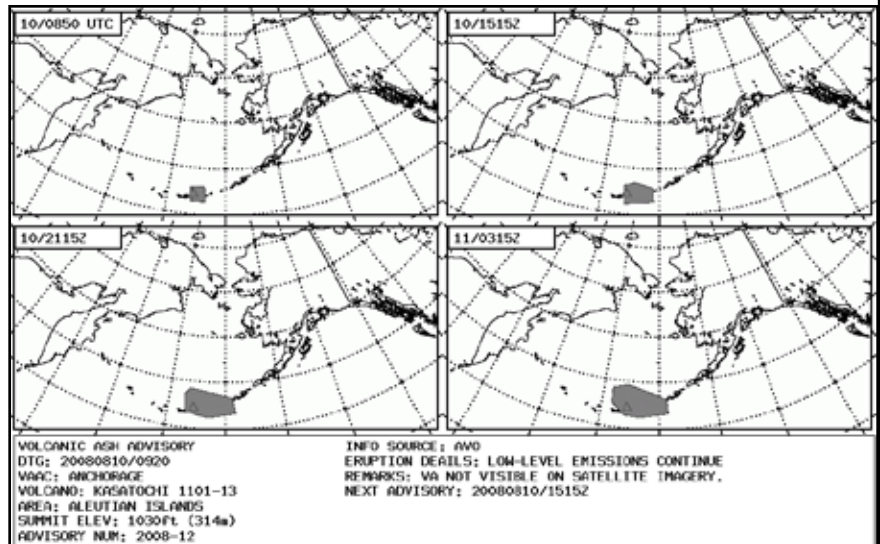 10/0850 UTC
10/1515Z
10/2115Z
11/0315Z
VOLCANIC ASH ADVISORY
DTG: 20080810/0920
VAAC: ANCHORAGE
VOLCANO: KASATOCHI 1101-13
AREA: ALEUTIAN ISLANDS
SUMMIT ELEV: 1030ft (314m)
ADVISORY NUM: 2008-12
INFO SOURCE: AVO
ERUPTION DEAILS: LOW-LEVEL EMISSIONS CONTINUE
REMARKS: VA NOT VISIBLE ON SATELLITE IMAGERY.
NEXT ADVISORY: 20080810/1515Z